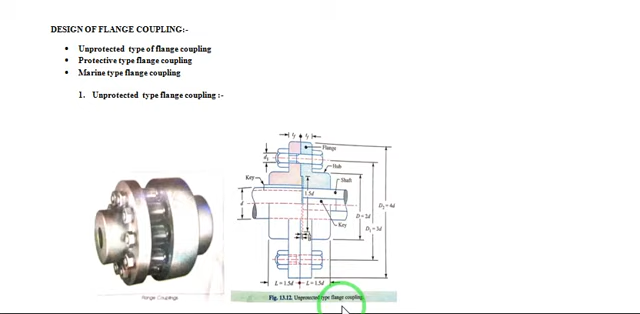 DESIGN OF FLANGE COUPLING:-
• Unprotected type of flange coupling
• Protective type flange coupling
• Marine type flange coupling
1. Unprotected type flange coupling :-
Flange
Hub
Key
Shaft
1.5d
d
D₂ = 4d
D = 2d
D₁ = 3d
Key
L = 1.5d
L = 1.5d
Flange Couplings
Fig. 13.12. Unprotected type flange coupling.